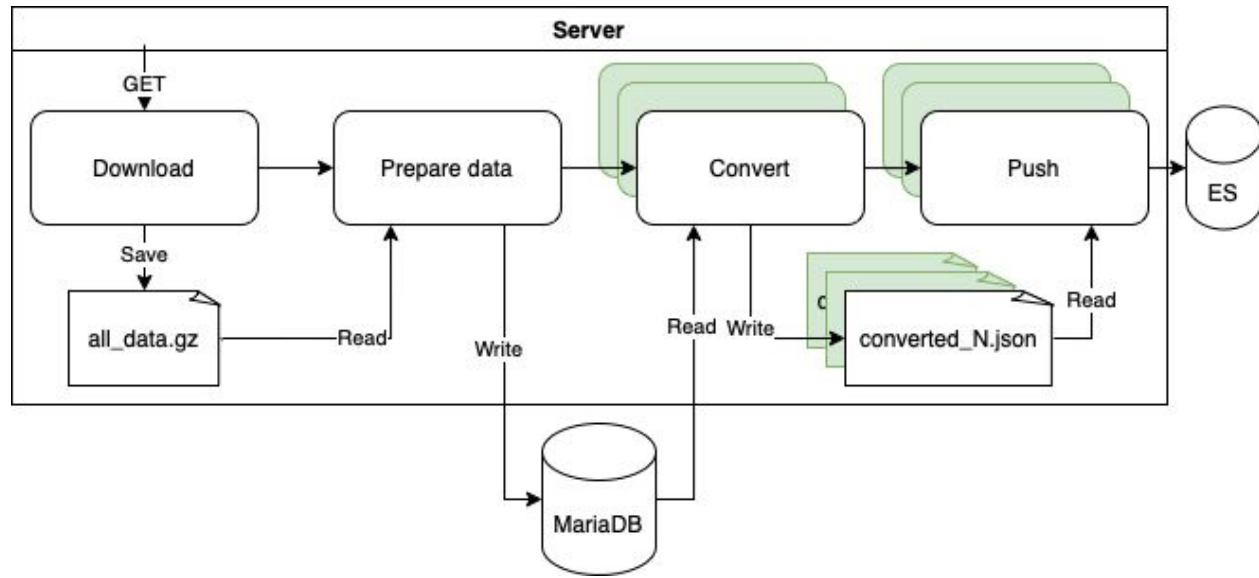 Server
GET
Download
Prepare data
Convert
Push
ES
Save
all_data.gz
Read
Write
Read
Write
converted_N.json
Read
MariaDB